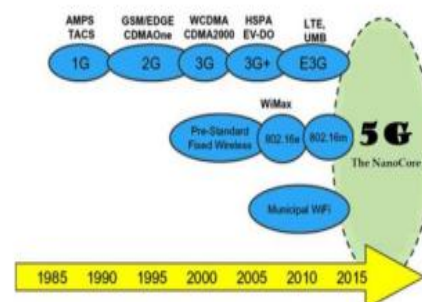 AMPS
TACS
GSM/EDGE
CDMAOne
WCDMA
CDMA2000
HSPA
EV-DO
LTE,
UMB
1G
2G
3G
3G+
E3G
WiMax
Pre-Standard
Fixed Wireless
802.16e
802.16m
5G
The NanoCore
Municipal WiFi
1985 1990 1995 2000 2005 2010 2015